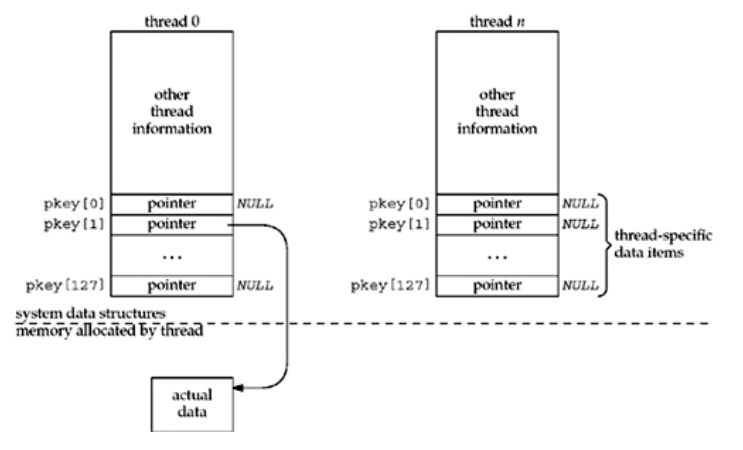 thread 0
other
thread
information
pkey[0] pointer NULL
pkey[1] pointer
...
pkey[127] pointer NULL
thread n
other
thread
information
pkey[0] pointer NULL
pkey[1] pointer NULL
...
pkey[127] pointer NULL
thread-specific
data items
system data structures
memory allocated by thread
actual
data